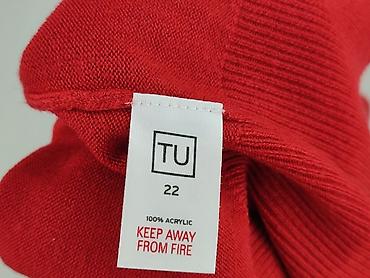 TU
22
100% ACRYLIC
KEEP AWAY
FROM FIRE